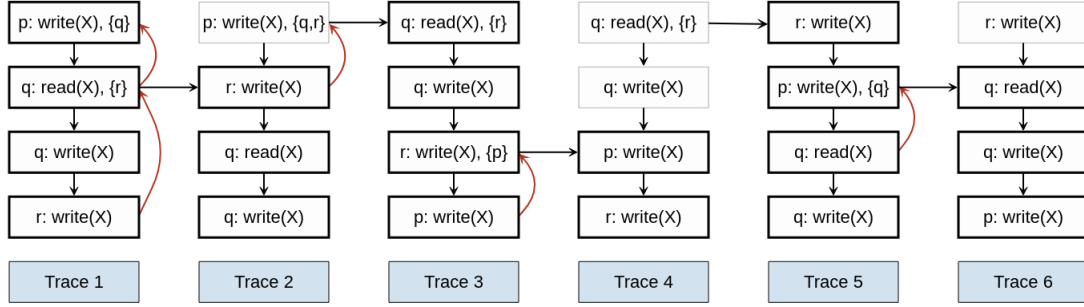 p: write(X), {q}
q: read(X), {r}
q: write(X)
r: write(X)
Trace 1
p: write(X), {q,r}
r: write(X)
q: read(X)
q: write(X)
Trace 2
q: read(X), {r}
q: write(X)
r: write(X), {p}
p: write(X)
Trace 3
q: read(X), {r}
q: write(X)
p: write(X)
r: write(X)
Trace 4
r: write(X)
p: write(X), {q}
q: read(X)
q: write(X)
Trace 5
r: write(X)
q: read(X)
q: write(X)
p: write(X)
Trace 6